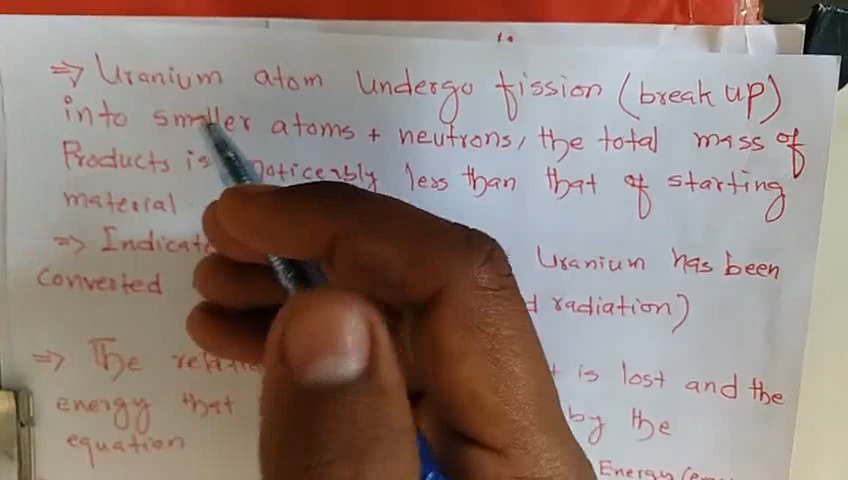 ⇒ Uranium atom undergo fission (break up)
into smaller atoms + neutrons, the total mass of
Products is noticerbly less than that of starting
material
⇒ Uranium has been
converted radiation)
⇒ The is lost and the
energy that by the
equation
Energy